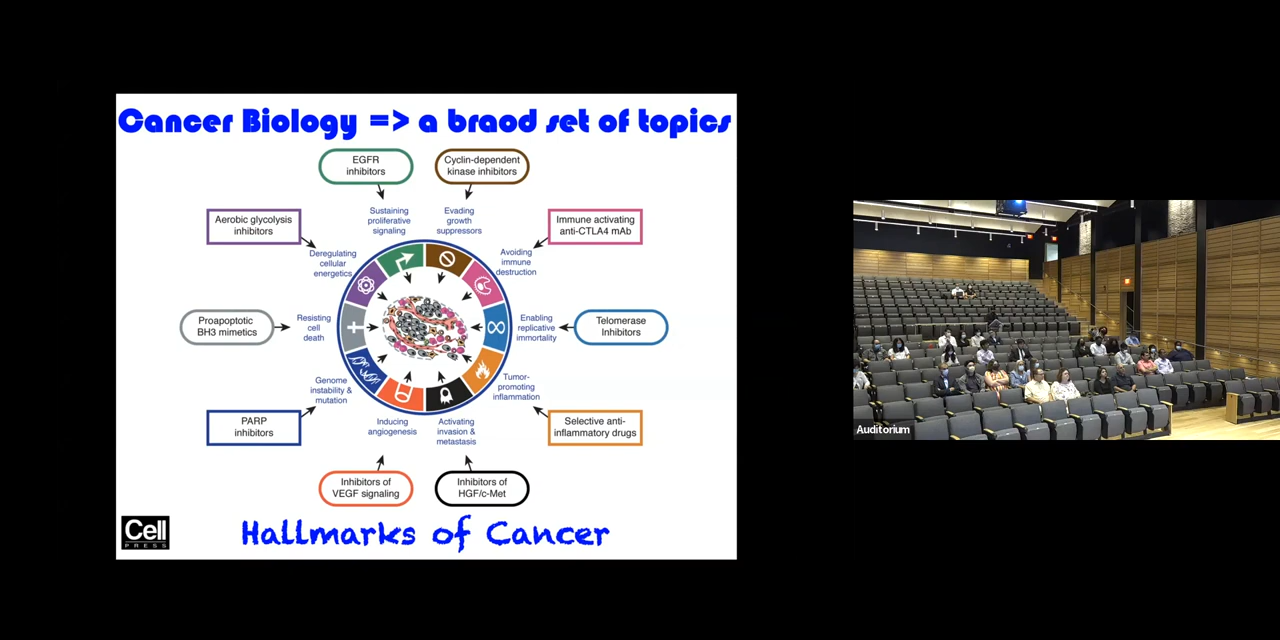 Cancer Biology => a braod set of topics
EGFR
inhibitors
Cyclin-dependent
kinase inhibitors
Aerobic glycolysis
inhibitors
Sustaining
proliferative
signaling
Evading
growth
suppressors
Immune activating
anti-CTLA4 mAb
Deregulating
cellular
energetics
Avoiding
immune
destruction
Proapoptotic
BH3 mimetics
Resisting
cell
death
Enabling
replicative
immortality
Telomerase
Inhibitors
Genome
instability &
mutation
Tumor-
promoting
inflammation
PARP
inhibitors
Inducing
angiogenesis
Activating
invasion &
metastasis
Selective anti-
inflammatory drugs
Inhibitors of
VEGF signaling
Inhibitors of
HGF/c-Met
Cell
PRESS
Hallmarks of Cancer
Auditorium